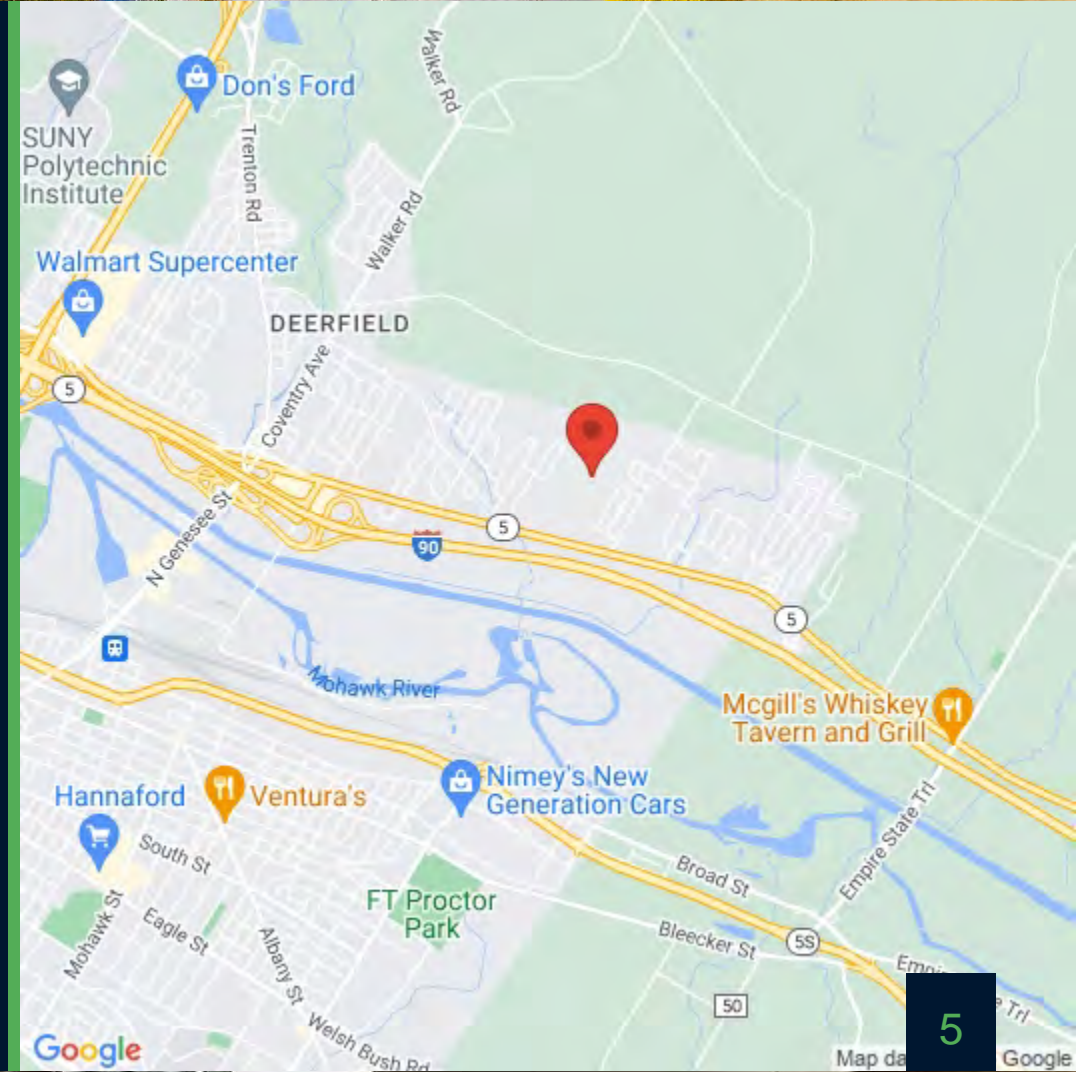 Walker Rd
Don's Ford
SUNY
Polytechnic
Institute
Trenton Rd
Walker Rd
Walmart Supercenter
DEERFIELD
Coventry Ave
5
5
90
N Genesee St
5
Mohawk River
Mcgill's Whiskey
Tavern and Grill
Nimey's New
Generation Cars
Hannaford
Ventura's
South St
Empire State Trl
Broad St
FT Proctor
Park
Mohawk St
Eagle St
Albany St
Bleecker St
5S
50
Trl
Welsh Bush Rd
5
Google
Map
Google